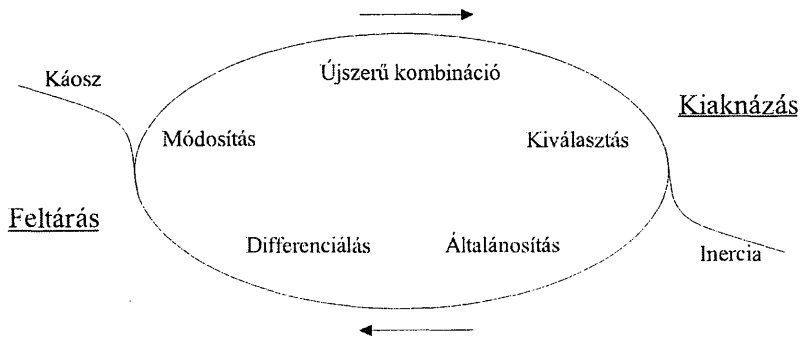 Újszerű kombináció
Káosz
Kiaknázás
Módosítás
Kiválasztás
Feltárás
Differenciálás
Általánosítás
Inercia